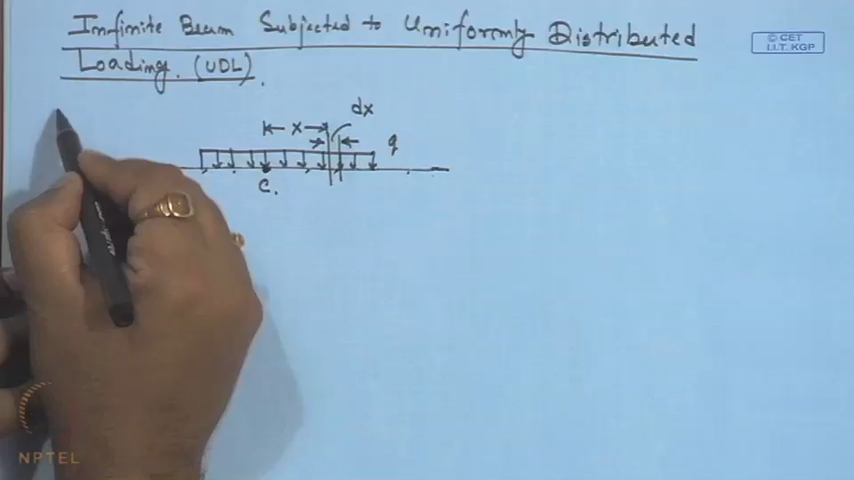 Infinite Beam Subjected to Uniformly Distributed
Loading. (UDL).
© CET
I.I.T. KGP
dx
x
q
C.
NPTEL